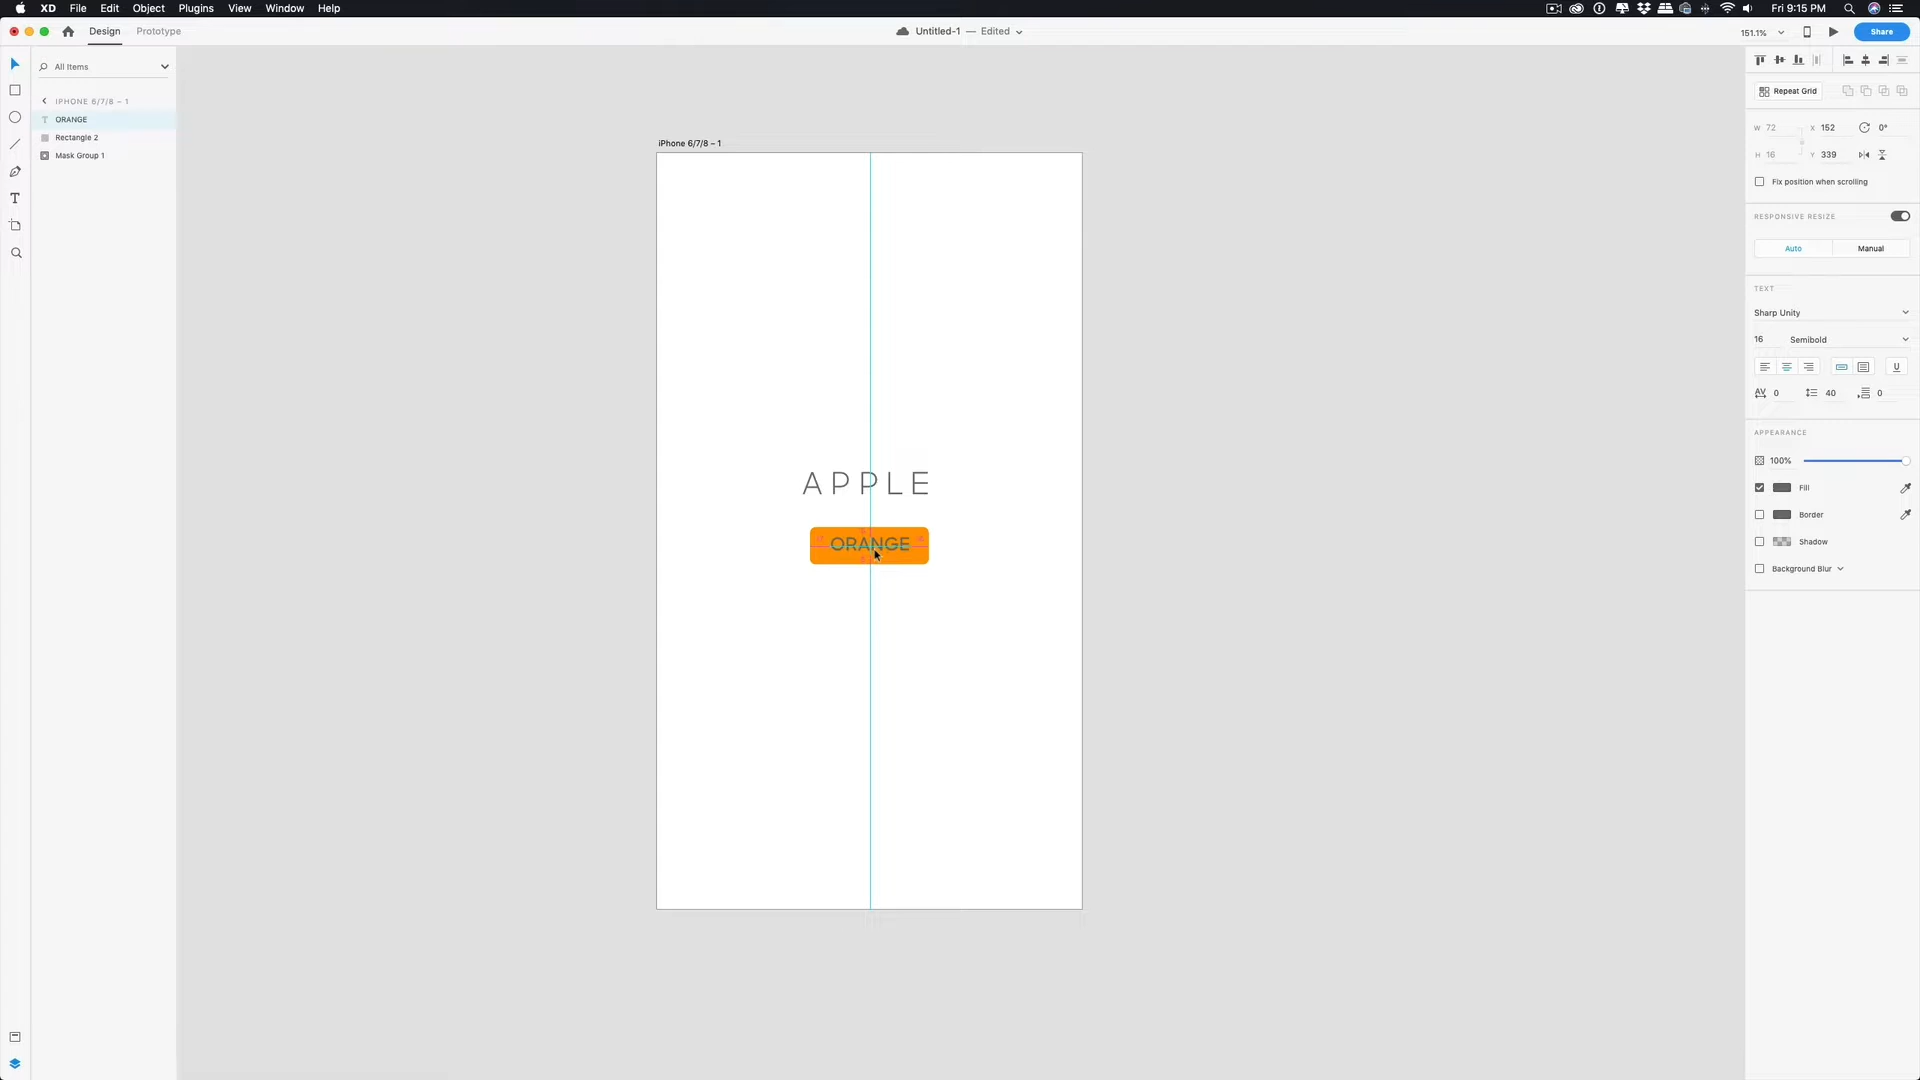 XD File Edit Object Plugins View Window Help Fri 9:15 PM
Design Prototype Untitled-1 — Edited 151.1% Share
All Items
IPHONE 6/7/8 – 1
T ORANGE
Rectangle 2
Mask Group 1
T
iPhone 6/7/8 – 1
APPLE
ORANGE
Repeat Grid
W 72 X 152 0°
H 16 Y 339
Fix position when scrolling
RESPONSIVE RESIZE
Auto Manual
TEXT
Sharp Unity
16 Semibold
U
AV 0 40 0
APPEARANCE
100%
Fill
Border
Shadow
Background Blur